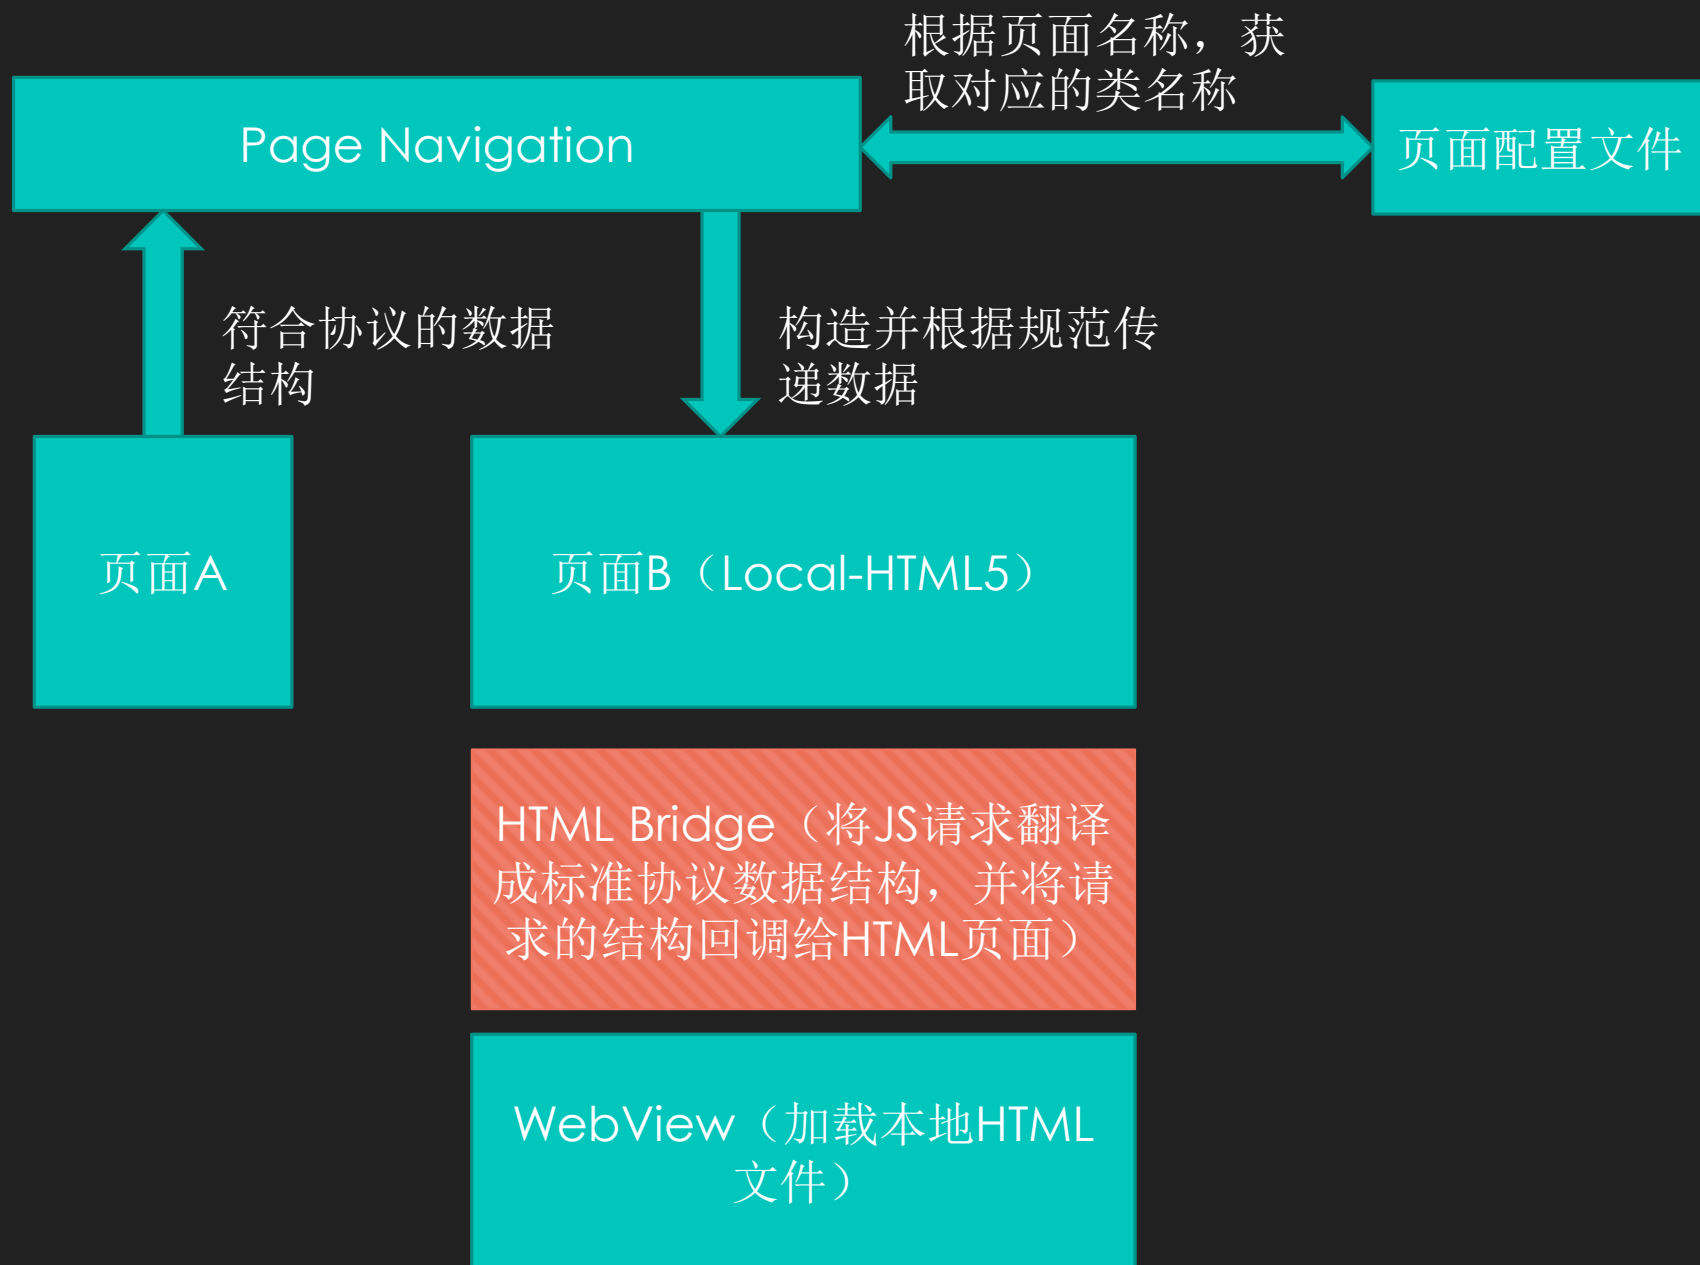 根据页面名称，获
取对应的类名称
Page Navigation
页面配置文件
符合协议的数据
结构
构造并根据规范传
递数据
页面A
页面B（Local-HTML5）
HTML Bridge（将JS请求翻译
成标准协议数据结构，并将请
求的结构回调给HTML页面）
WebView（加载本地HTML
文件）